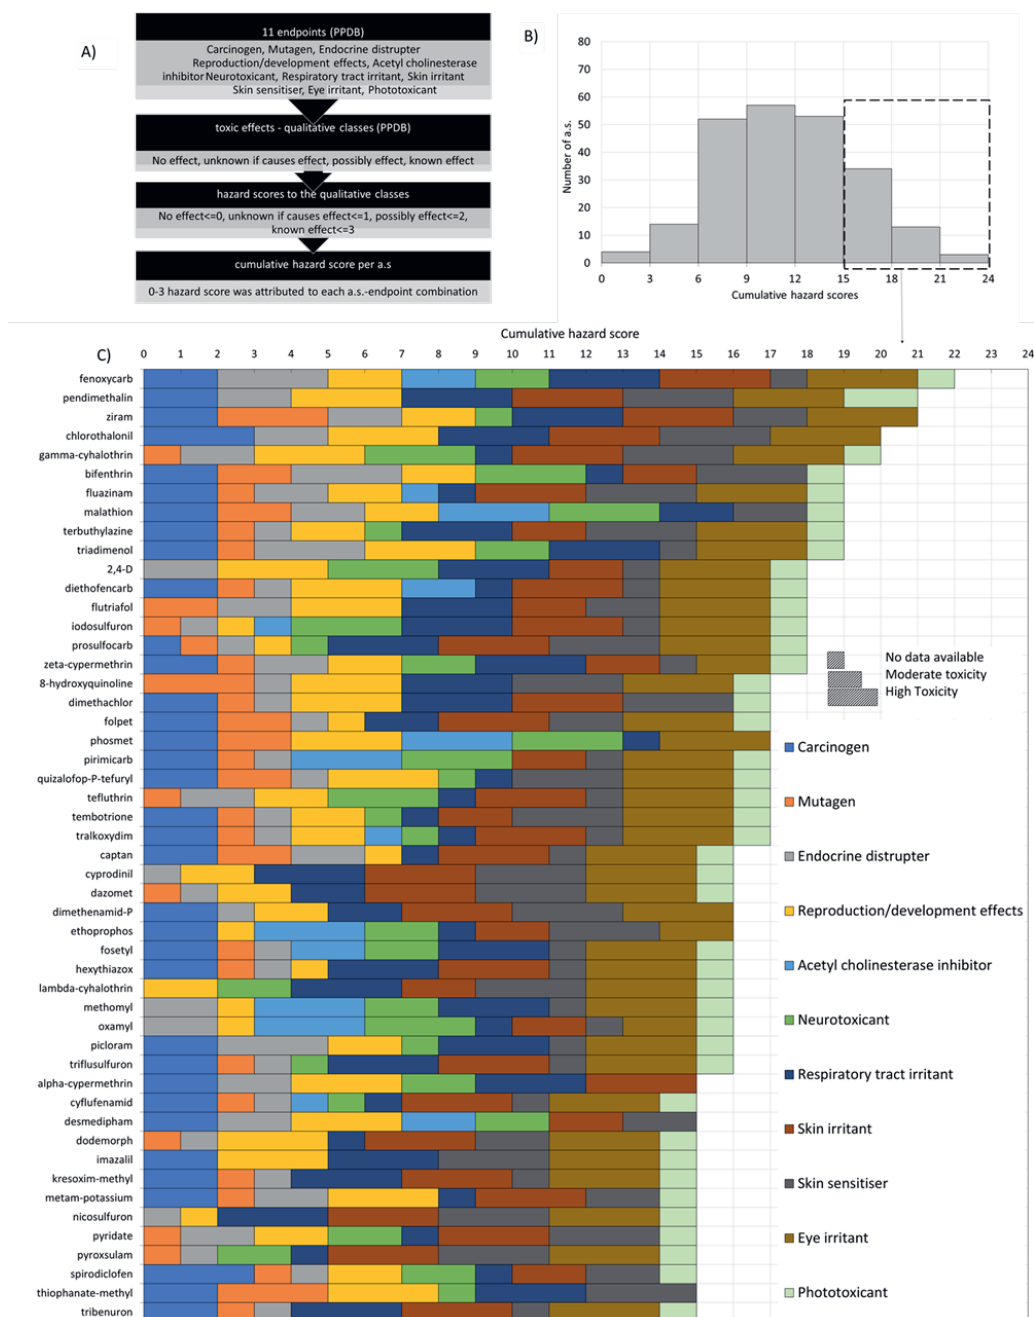 A)
11 endpoints (PPDB)
Carcinogen, Mutagen, Endocrine distrupter
Reproduction/development effects, Acetyl cholinesterase
inhibitorNeurotoxicant, Respiratory tract irritant, Skin irritant
Skin sensitiser, Eye irritant, Phototoxicant
toxic effects - qualitative classes (PPDB)
No effect, unknown if causes effect, possibly effect, known effect
hazard scores to the qualitative classes
No effect<=0, unknown if causes effect<=1, possibly effect<=2,
known effect<=3
cumulative hazard score per a.s
0-3 hazard score was attributed to each a.s.-endpoint combination
B)
Number of a.s.
80
70
60
50
40
30
20
10
0
0 3 6 9 12 15 18 21 24
Cumulative hazard scores
C)
Cumulative hazard score
0 1 2 3 4 5 6 7 8 9 10 11 12 13 14 15 16 17 18 19 20 21 22 23 24
fenoxycarb
pendimethalin
ziram
chlorothalonil
gamma-cyhalothrin
bifenthrin
fluazinam
malathion
terbuthylazine
triadimenol
2,4-D
diethofencarb
flutriafol
iodosulfuron
prosulfocarb
zeta-cypermethrin
8-hydroxyquinoline
dimethachlor
folpet
phosmet
pirimicarb
quizalofop-P-tefuryl
tefluthrin
tembotrione
tralkoxydim
captan
cyprodinil
dazomet
dimethenamid-P
ethoprophos
fosetyl
hexythiazox
lambda-cyhalothrin
methomyl
oxamyl
picloram
triflusulfuron
alpha-cypermethrin
cyflufenamid
desmedipham
dodemorph
imazalil
kresoxim-methyl
metam-potassium
nicosulfuron
pyridate
pyroxsulam
spirodiclofen
thiophanate-methyl
tribenuron
No data available
Moderate toxicity
High Toxicity
Carcinogen
Mutagen
Endocrine distrupter
Reproduction/development effects
Acetyl cholinesterase inhibitor
Neurotoxicant
Respiratory tract irritant
Skin irritant
Skin sensitiser
Eye irritant
Phototoxicant